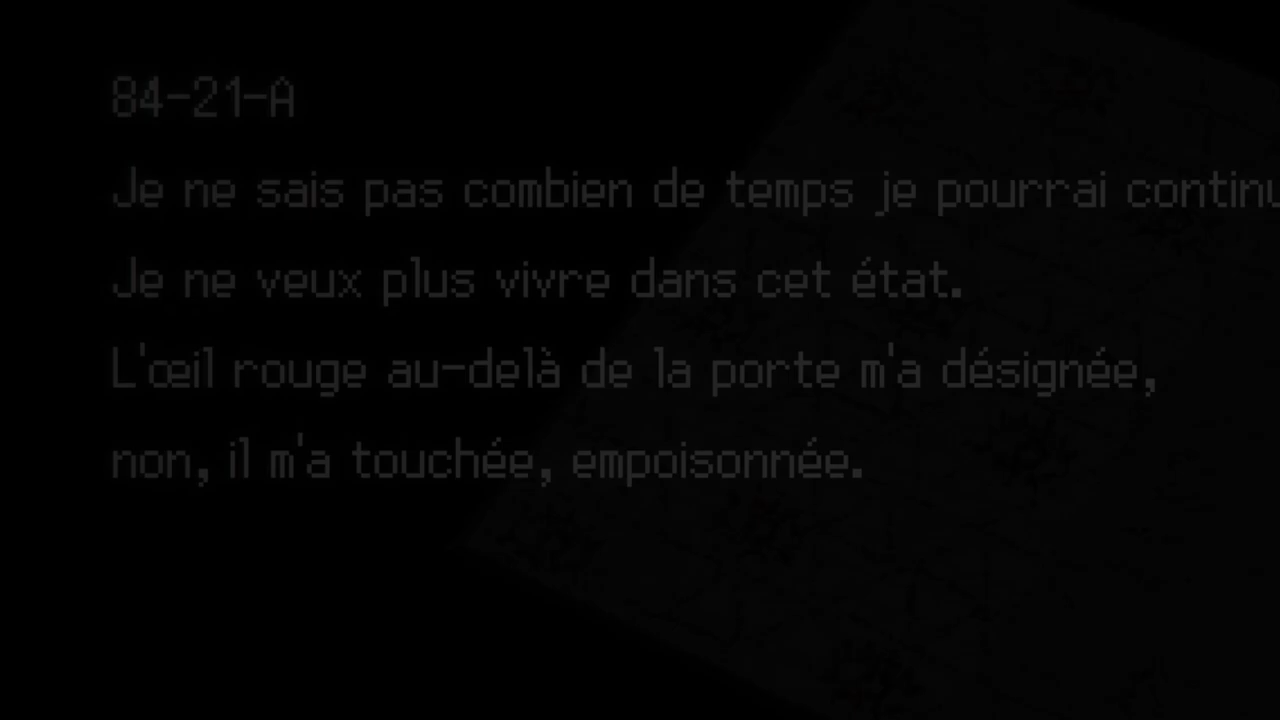 84-21-A
Je ne sais pas combien de temps je pourrai continu
Je ne veux plus vivre dans cet état.
L'œil rouge au-delà de la porte m'a désignée,
non, il m'a touchée, empoisonnée.